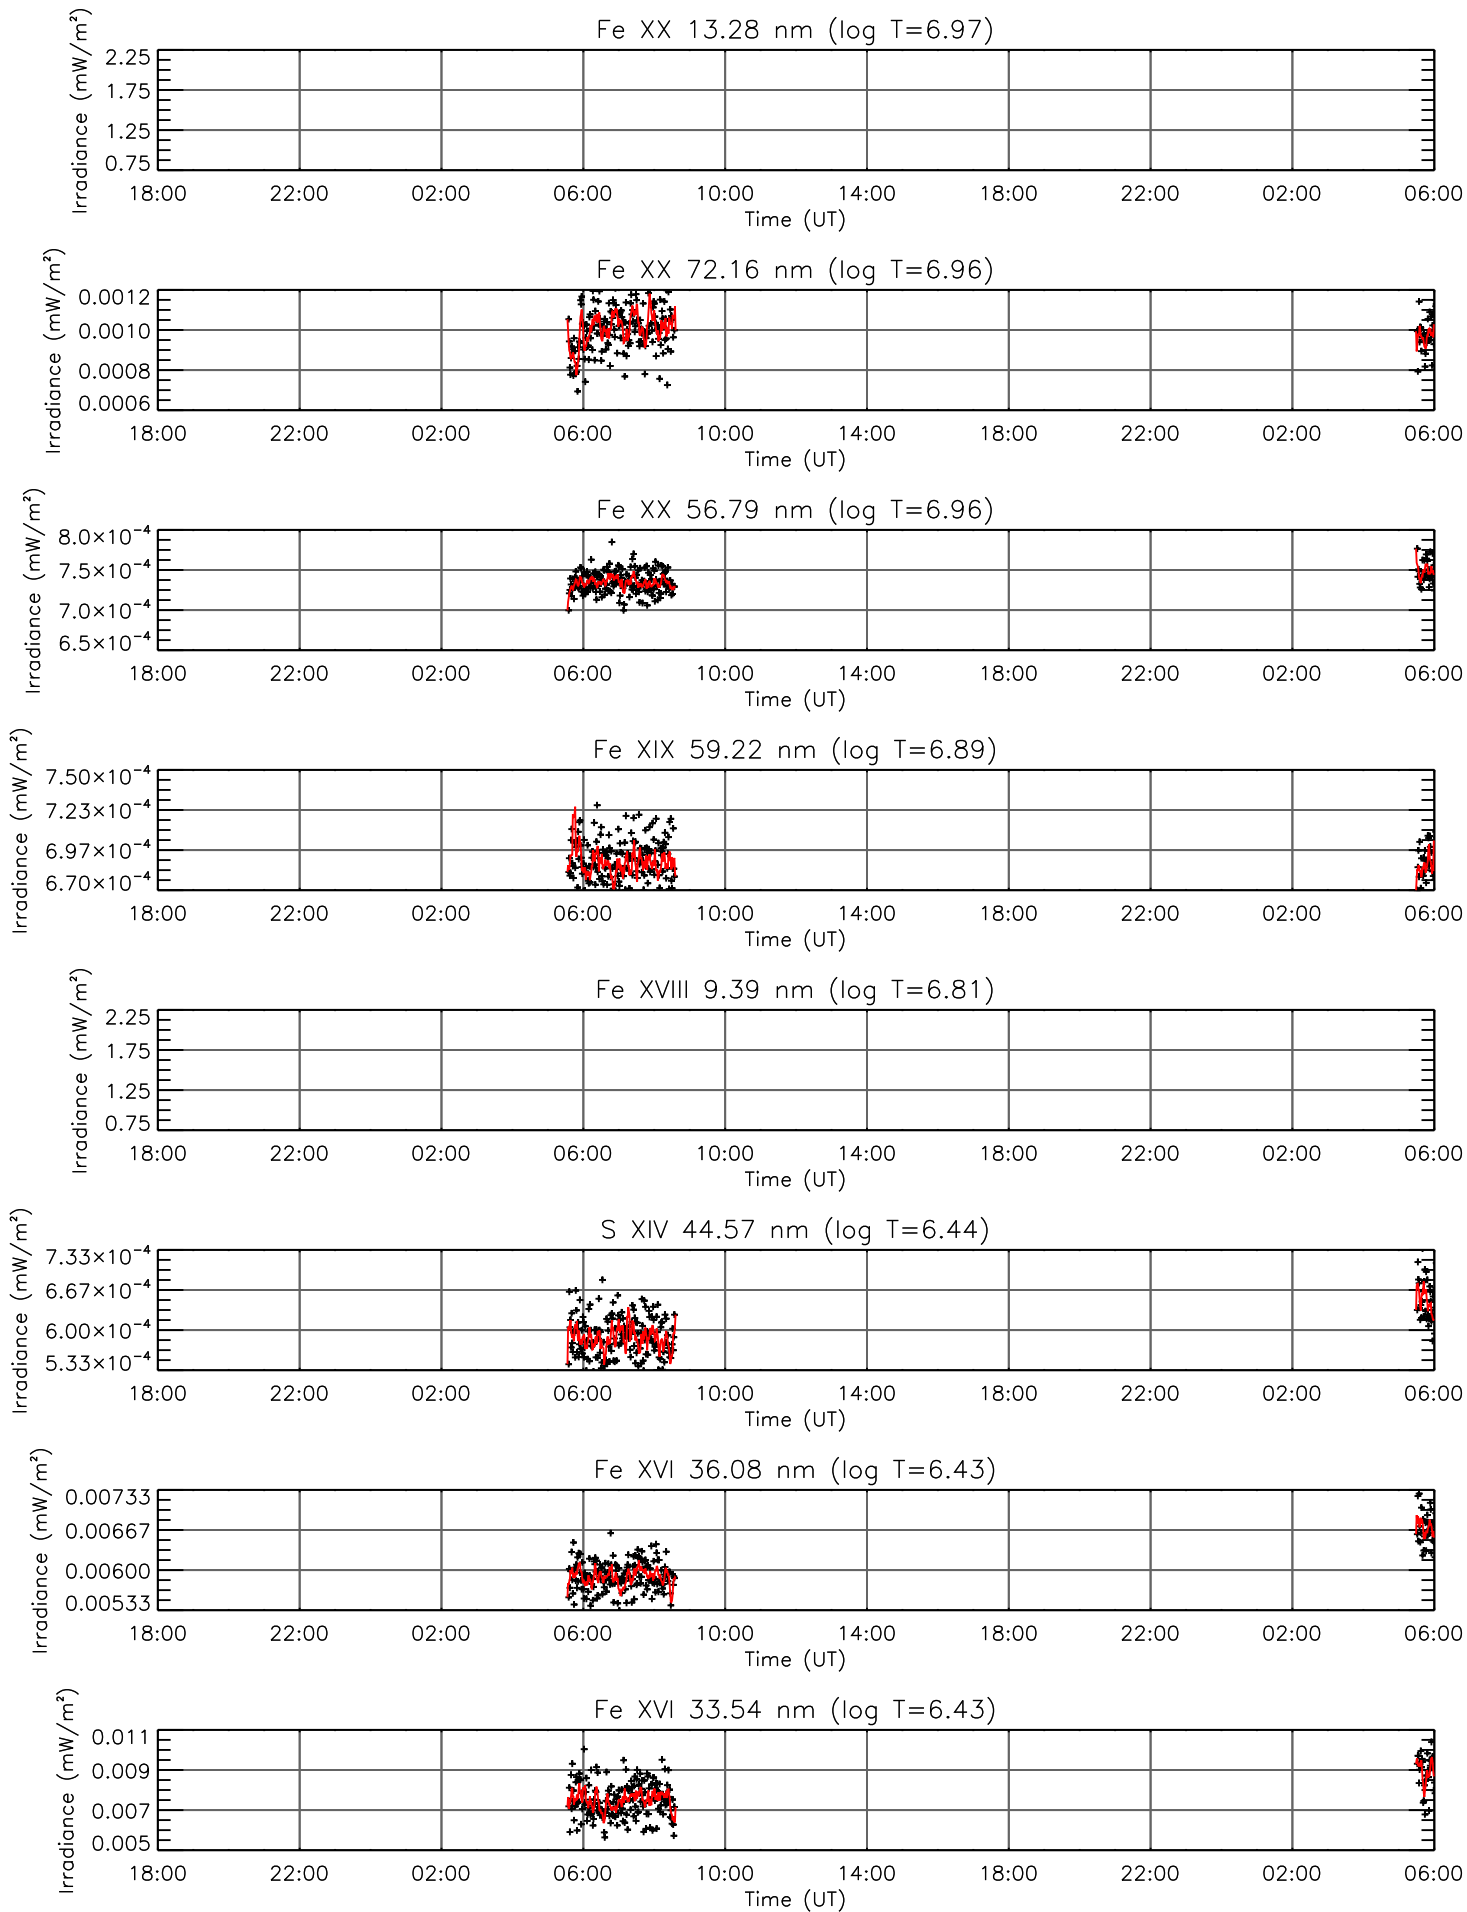 Fe XX 13.28 nm (log T=6.97)
Irradiance (mW/m²)
2.25
1.75
1.25
0.75
18:00 22:00 02:00 06:00 10:00 14:00 18:00 22:00 02:00 06:00
Time (UT)
Fe XX 72.16 nm (log T=6.96)
Irradiance (mW/m²)
0.0012
0.0010
0.0008
0.0006
18:00 22:00 02:00 06:00 10:00 14:00 18:00 22:00 02:00 06:00
Time (UT)
Fe XX 56.79 nm (log T=6.96)
Irradiance (mW/m²)
8.0×10⁻⁴
7.5×10⁻⁴
7.0×10⁻⁴
6.5×10⁻⁴
18:00 22:00 02:00 06:00 10:00 14:00 18:00 22:00 02:00 06:00
Time (UT)
Fe XIX 59.22 nm (log T=6.89)
Irradiance (mW/m²)
7.50×10⁻⁴
7.23×10⁻⁴
6.97×10⁻⁴
6.70×10⁻⁴
18:00 22:00 02:00 06:00 10:00 14:00 18:00 22:00 02:00 06:00
Time (UT)
Fe XVIII 9.39 nm (log T=6.81)
Irradiance (mW/m²)
2.25
1.75
1.25
0.75
18:00 22:00 02:00 06:00 10:00 14:00 18:00 22:00 02:00 06:00
Time (UT)
S XIV 44.57 nm (log T=6.44)
Irradiance (mW/m²)
7.33×10⁻⁴
6.67×10⁻⁴
6.00×10⁻⁴
5.33×10⁻⁴
18:00 22:00 02:00 06:00 10:00 14:00 18:00 22:00 02:00 06:00
Time (UT)
Fe XVI 36.08 nm (log T=6.43)
Irradiance (mW/m²)
0.00733
0.00667
0.00600
0.00533
18:00 22:00 02:00 06:00 10:00 14:00 18:00 22:00 02:00 06:00
Time (UT)
Fe XVI 33.54 nm (log T=6.43)
Irradiance (mW/m²)
0.011
0.009
0.007
0.005
18:00 22:00 02:00 06:00 10:00 14:00 18:00 22:00 02:00 06:00
Time (UT)